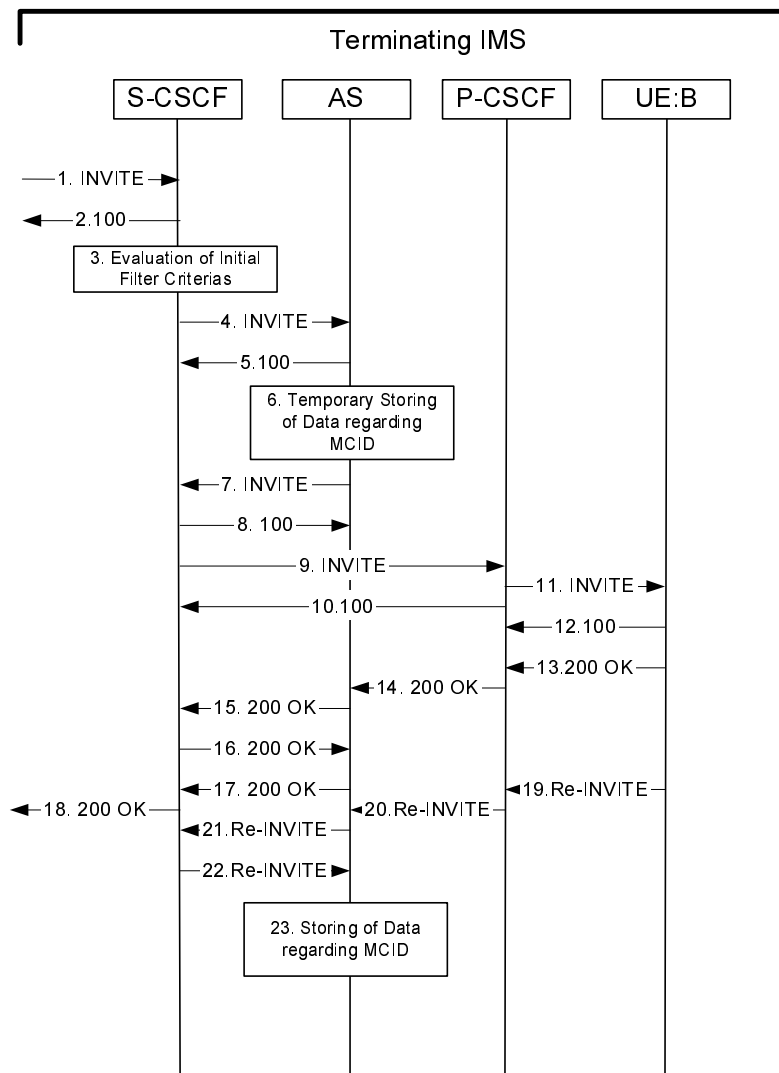 Terminating IMS
S-CSCF
AS
P-CSCF
UE:B
1. INVITE
2.100
3. Evaluation of Initial
Filter Criterias
4. INVITE
5.100
6. Temporary Storing
of Data regarding
MCID
7. INVITE
8. 100
9. INVITE
11. INVITE
10.100
12.100
13.200 OK
14. 200 OK
15. 200 OK
16. 200 OK
17. 200 OK
19.Re-INVITE
18. 200 OK
20.Re-INVITE
21.Re-INVITE
22.Re-INVITE
23. Storing of Data
regarding MCID